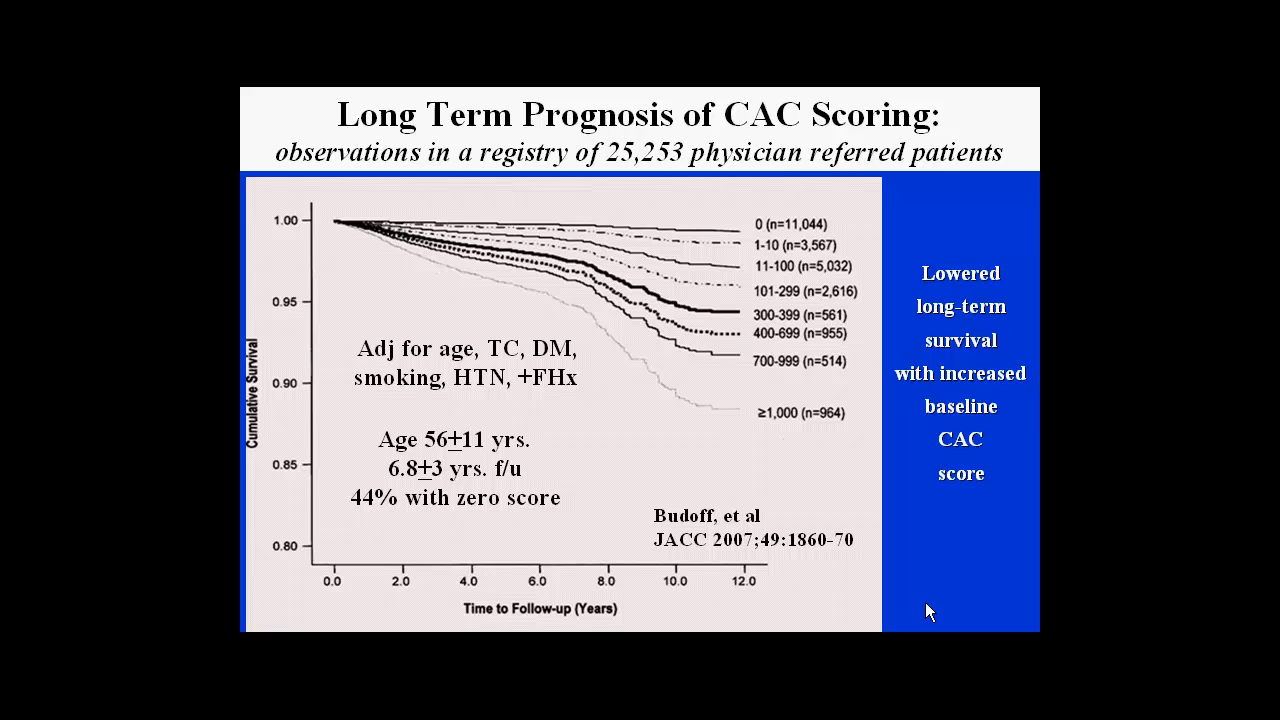 Long Term Prognosis of CAC Scoring:
observations in a registry of 25,253 physician referred patients
1.00
0.95
0.90
0.85
0.80
Cumulative Survival
0 (n=11,044)
1-10 (n=3,567)
11-100 (n=5,032)
101-299 (n=2,616)
300-399 (n=561)
400-699 (n=955)
700-999 (n=514)
≥1,000 (n=964)
Adj for age, TC, DM,
smoking, HTN, +FHx
Age 56±11 yrs.
6.8±3 yrs. f/u
44% with zero score
Budoff, et al
JACC 2007;49:1860-70
0.0 2.0 4.0 6.0 8.0 10.0 12.0
Time to Follow-up (Years)
Lowered
long-term
survival
with increased
baseline
CAC
score